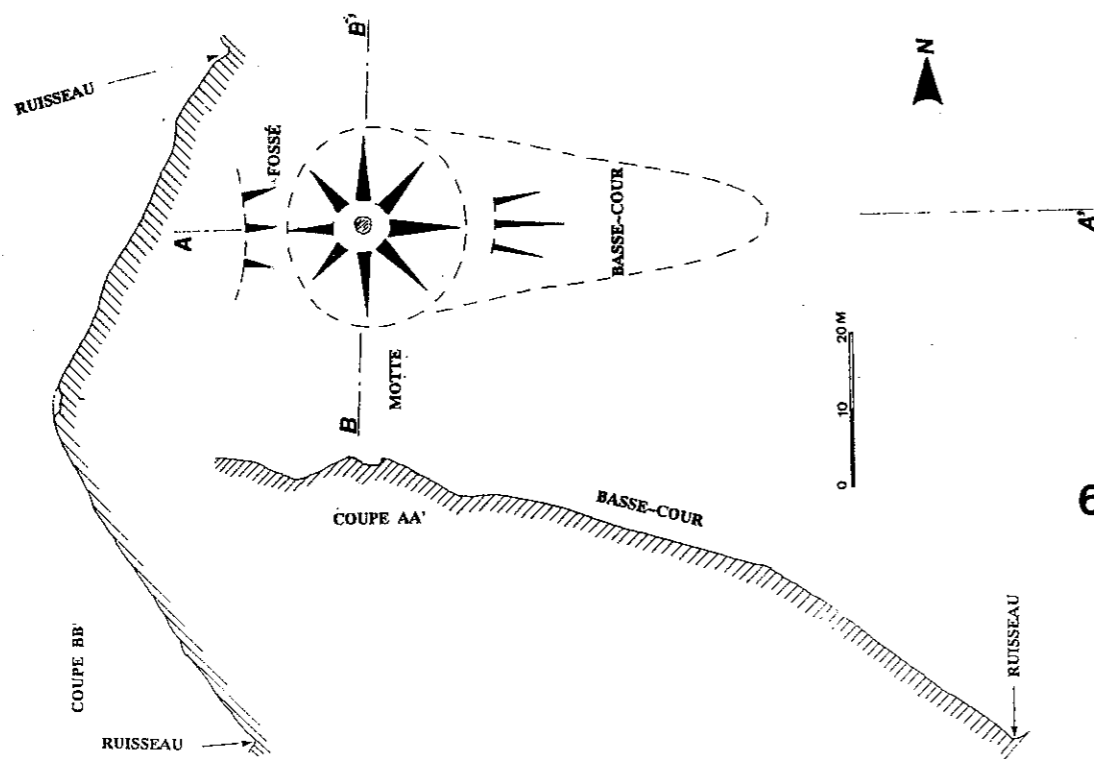 RUISSEAU
B'
N
FOSSÉ
A
BASSE-COUR
A'
MOTTE
B
20 M
10
0
BASSE-COUR
COUPE AA'
6
COUPE BB'
RUISSEAU
RUISSEAU